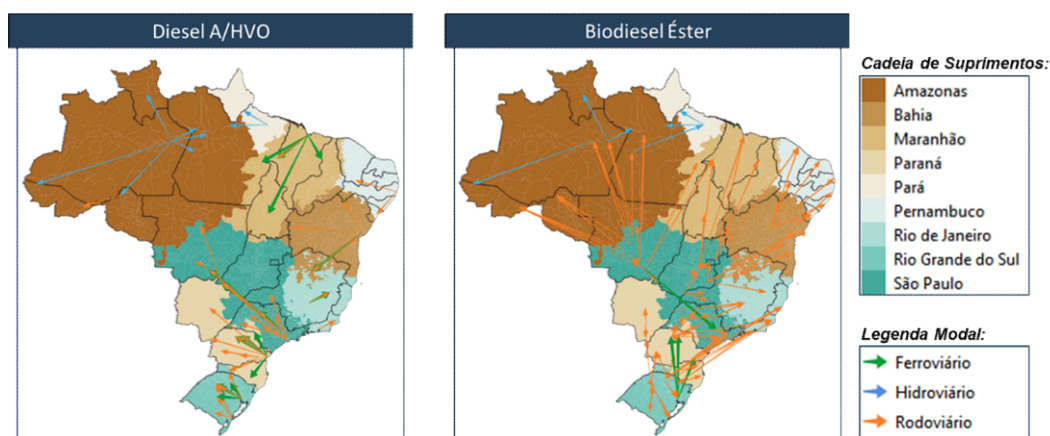 Diesel A/HVO
Biodiesel Éster
Cadeia de Suprimentos:
Amazonas
Bahia
Maranhão
Paraná
Pará
Pernambuco
Rio de Janeiro
Rio Grande do Sul
São Paulo
Legenda Modal:
Ferroviário
Hidroviário
Rodoviário